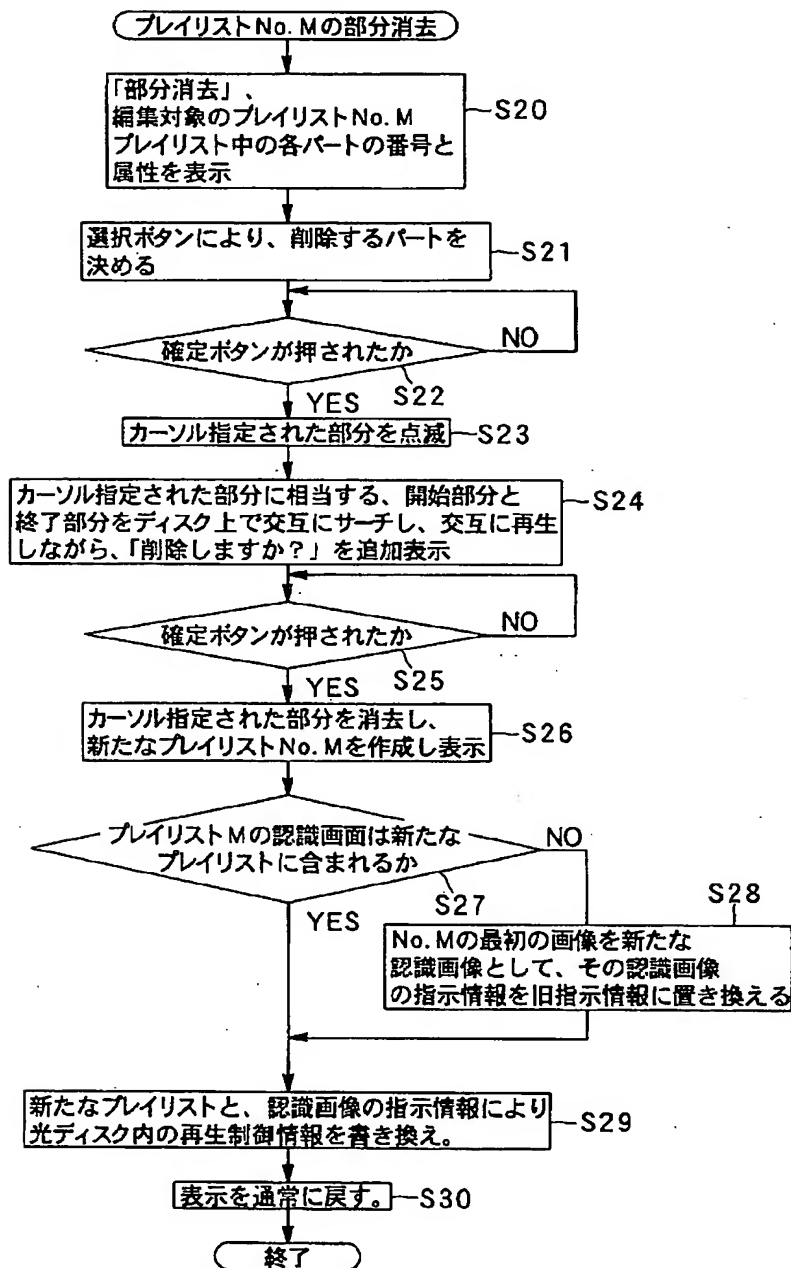 プレイリストNo.Mの部分消去
「部分消去」、
編集対象のプレイリストNo.M
プレイリスト中の各パートの番号と
属性を表示
S20
選択ボタンにより、削除するパートを
決める
S21
確定ボタンが押されたか
NO
S22
YES
カーソル指定された部分を点滅
S23
カーソル指定された部分に相当する、開始部分と
終了部分をディスク上で交互にサーチし、交互に再生
しながら、「削除しますか?」を追加表示
S24
確定ボタンが押されたか
NO
S25
YES
カーソル指定された部分を消去し、
新たなプレイリストNo.Mを作成し表示
S26
プレイリストMの認識画面は新たな
プレイリストに含まれるか
NO
S27
YES
S28
No.Mの最初の画像を新たな
認識画像として、その認識画像
の指示情報を旧指示情報に置き換える
新たなプレイリストと、認識画像の指示情報により
光ディスク内の再生制御情報を書き換え。
S29
表示を通常に戻す。
S30
終了